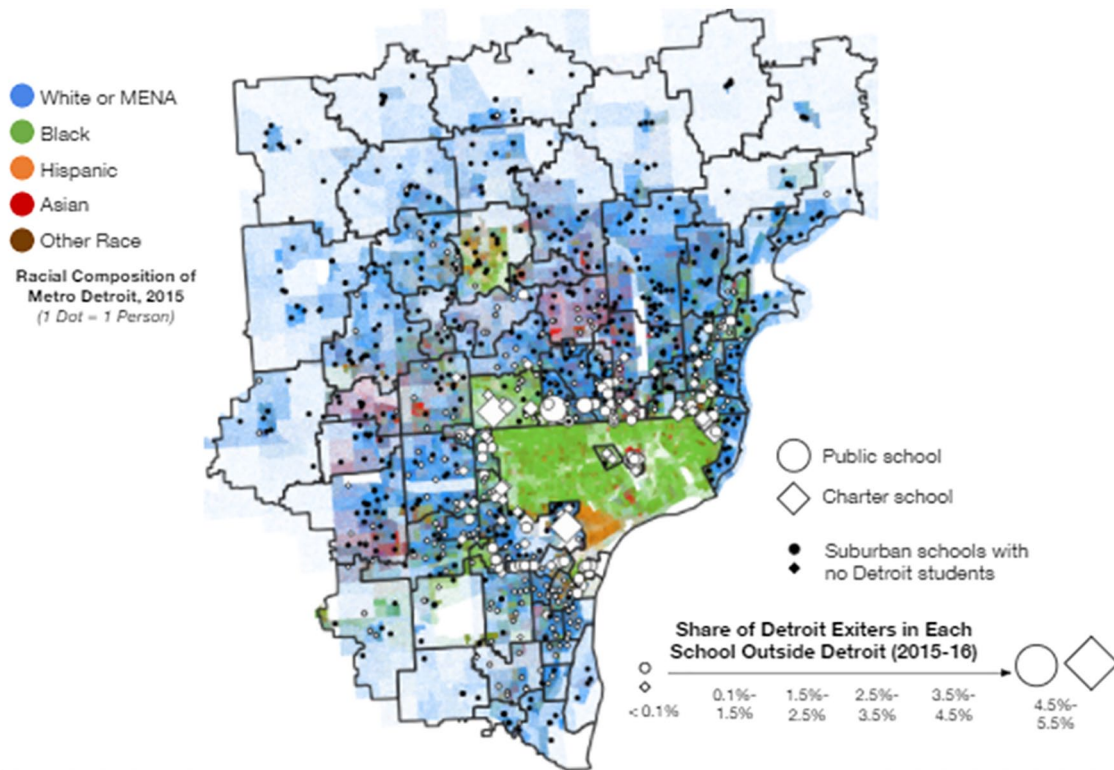 White or MENA
Black
Hispanic
Asian
Other Race
Racial Composition of
Metro Detroit, 2015
(1 Dot = 1 Person)
Public school
Charter school
Suburban schools with
no Detroit students
Share of Detroit Exiters in Each
School Outside Detroit (2015-16)
< 0.1%
0.1%-
1.5%
1.5%-
2.5%
2.5%-
3.5%
3.5%-
4.5%
4.5%-
5.5%